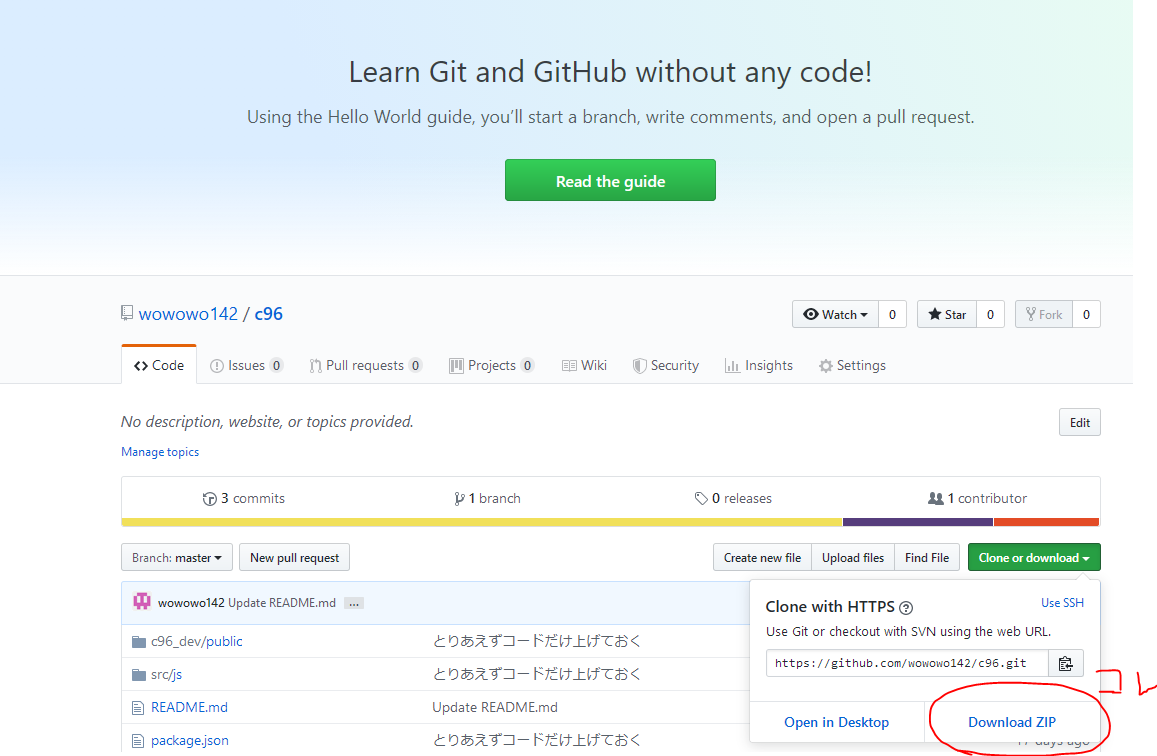 Learn Git and GitHub without any code!
Using the Hello World guide, you’ll start a branch, write comments, and open a pull request.
Read the guide
wowowo142 / c96
Watch 0 Star 0 Fork 0
Code Issues 0 Pull requests 0 Projects 0 Wiki Security Insights Settings
No description, website, or topics provided. Edit
Manage topics
3 commits 1 branch 0 releases 1 contributor
Branch: master New pull request Create new file Upload files Find File Clone or download
wowowo142 Update README.md ...
Clone with HTTPS Use SSH
Use Git or checkout with SVN using the web URL.
https://github.com/wowowo142/c96.git
コレ
Open in Desktop Download ZIP
c96_dev/public とりあえずコードだけ上げておく
src/js とりあえずコードだけ上げておく
README.md Update README.md
package.json とりあえずコードだけ上げておく 17 days ago